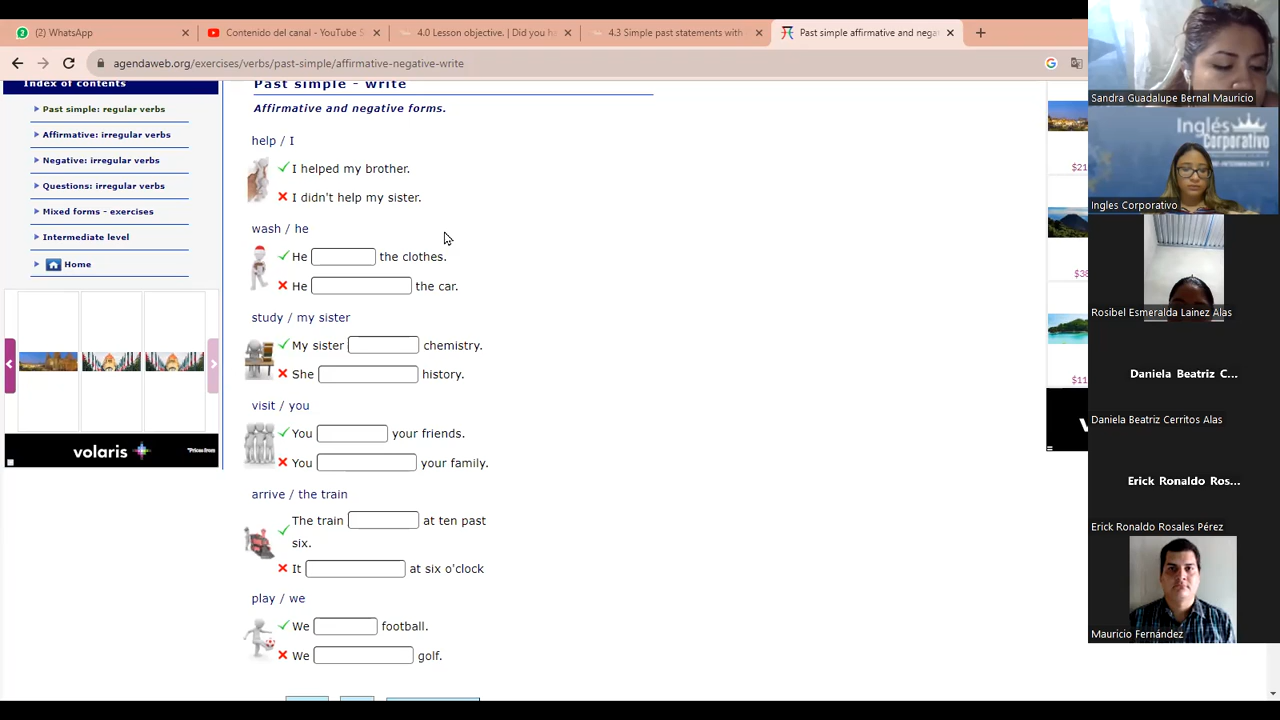 (2) WhatsApp
Contenido del canal - YouTube S
4.0 Lesson objective. | Did you ha
4.3 Simple past statements with
Past simple affirmative and nega
agendaweb.org/exercises/verbs/past-simple/affirmative-negative-write
Index of contents
Past simple: regular verbs
Affirmative: irregular verbs
Negative: irregular verbs
Questions: irregular verbs
Mixed forms - exercises
Intermediate level
Home
volaris
*Prices from
Past simple - write
Affirmative and negative forms.
help / I
I helped my brother.
I didn't help my sister.
wash / he
He the clothes.
He the car.
study / my sister
My sister chemistry.
She history.
visit / you
You your friends.
You your family.
arrive / the train
The train at ten past
six.
It at six o'clock
play / we
We football.
We golf.
$21
$38
$11
Sandra Guadalupe Bernal Mauricio
Inglés
Corporativo
Ingles Corporativo
Rosibel Esmeralda Lainez Alas
Daniela Beatriz C...
Daniela Beatriz Cerritos Alas
Erick Ronaldo Ros...
Erick Ronaldo Rosales Pérez
Mauricio Fernández